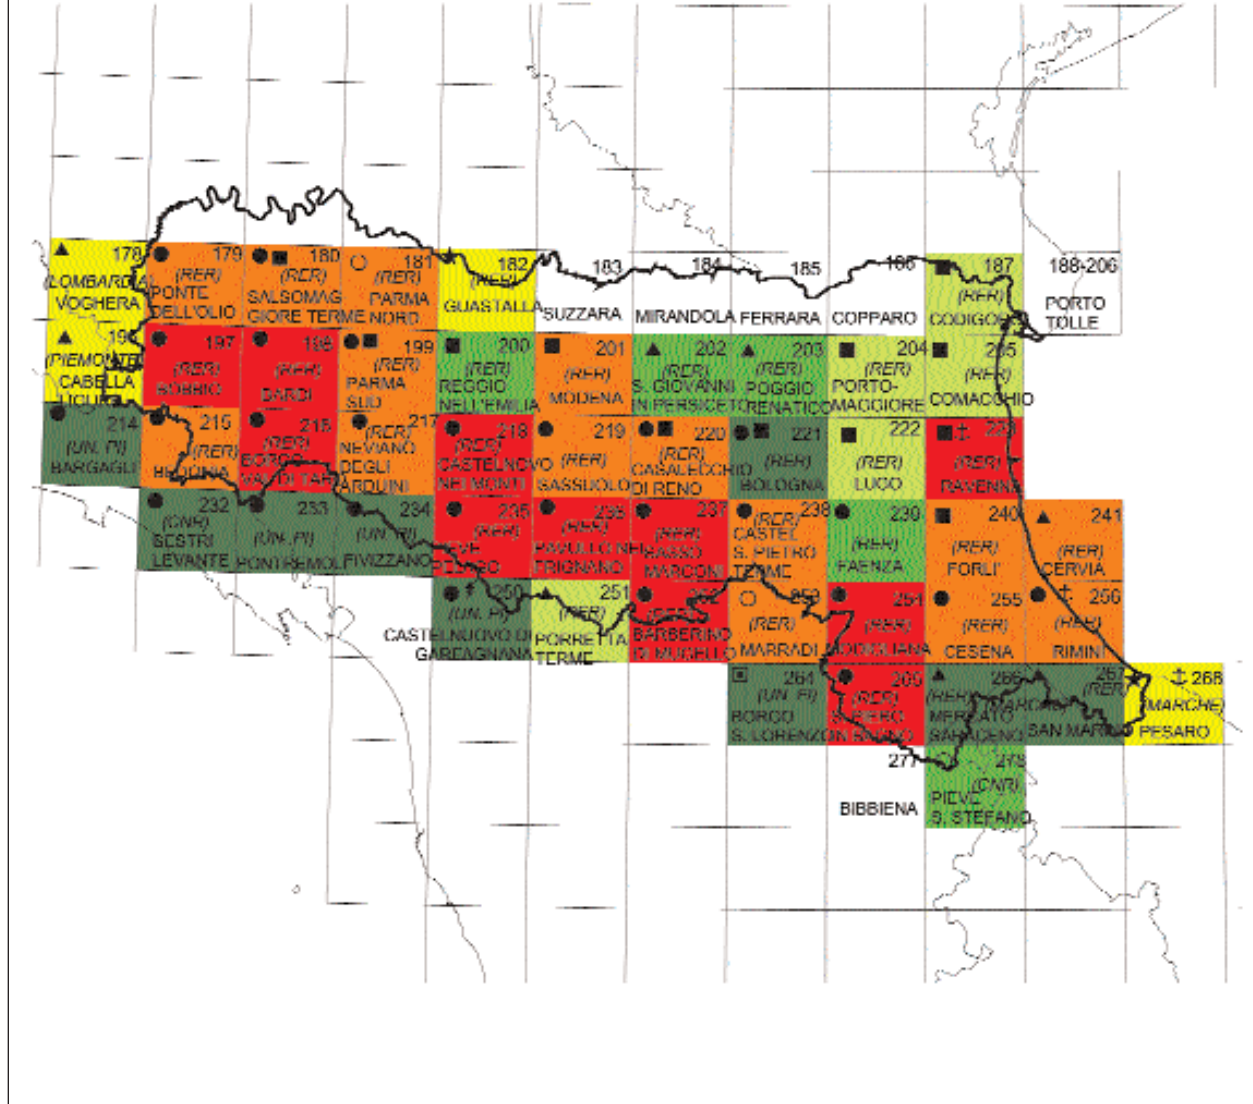 178
(LOMBARDIA)
VOGHERA
179
(RER)
PONTE
DELL'OLIO
180
(RER)
SALSOMAG
GIORE TERME
181
(RER)
PARMA
NORD
182
(RER)
GUASTALLA
183
SUZZARA
184
MIRANDOLA
185
FERRARA
186
COPPARO
187
(RER)
CODIGORO
188-206
PORTO
TOLLE
(PIEMONTE)
CABELLA
LIGURE
197
(RER)
BOBBIO
198
(RER)
BARDI
199
(RER)
PARMA
SUD
200
(RER)
REGGIO
NELL'EMILIA
201
(RER)
MODENA
202
(RER)
S. GIOVANNI
IN PERSICETO
203
(RER)
POGGIO
RENATICO
204
(RER)
PORTO-
MAGGIORE
205
(RER)
COMACCHIO
214
(UN. PI)
BARGAGLI
215
(RER)
BEDONIA
216
(RER)
BORGO
VAL DI TARO
217
(RER)
NEVIANO
DEGLI
ARDUINI
218
(RER)
CASTELNOVO
NEI MONTI
219
(RER)
SASSUOLO
220
(RER)
CASALECCHIO
DI RENO
221
(RER)
BOLOGNA
222
(RER)
LUGO
223
(RER)
RAVENNA
232
(CNR)
SESTRI
LEVANTE
233
(UN. PI)
PONTREMOLI
234
(UN. PI)
FIVIZZANO
235
(RER)
PIEVE
PELAGO
236
(RER)
PAVULLO NEL
FRIGNANO
237
(RER)
SASSO
MARCONI
238
(RER)
CASTEL
S. PIETRO
TERME
239
(RER)
FAENZA
240
(RER)
FORLI'
241
(RER)
CERVIA
250
(UN. PI)
CASTELNUOVO DI
GARFAGNANA
251
(RER)
PORRETTA
TERME
252
(RER)
BARBERINO
DI MUGELLO
253
(RER)
MARRADI
254
(RER)
MODIGLIANA
255
(RER)
CESENA
256
(RER)
RIMINI
264
(UN. FI)
BORGO
S. LORENZO
265
(RER)
S. PIERO
IN BAGNO
266
(RER)
MERCATO
SARACENO
(MARCHE)
267
(RER)
SAN MARINO
268
(MARCHE)
PESARO
277
BIBBIENA
278
(CNR)
PIEVE
S. STEFANO